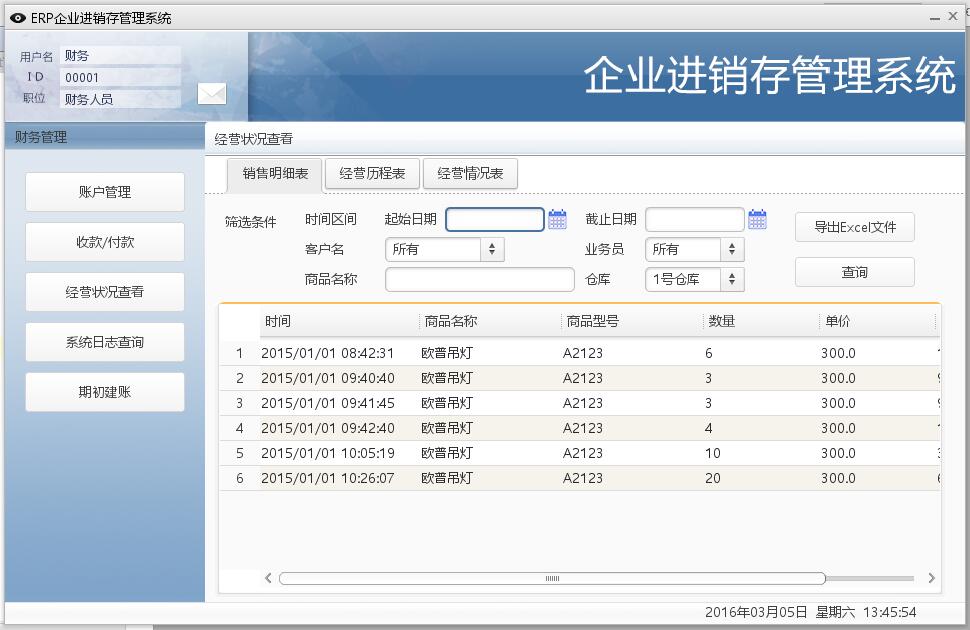 ERP企业进销存管理系统
用户名 财务
ID 00001
职位 财务人员
企业进销存管理系统
财务管理
经营状况查看
账户管理
收款/付款
经营状况查看
系统日志查询
期初建账
销售明细表 经营历程表 经营情况表
筛选条件 时间区间 起始日期 截止日期 导出Excel文件
客户名 所有 业务员 所有
商品名称 仓库 1号仓库 查询
时间 商品名称 商品型号 数量 单价
1 2015/01/01 08:42:31 欧普吊灯 A2123 6 300.0
2 2015/01/01 09:40:40 欧普吊灯 A2123 3 300.0
3 2015/01/01 09:41:45 欧普吊灯 A2123 3 300.0
4 2015/01/01 09:42:40 欧普吊灯 A2123 4 300.0
5 2015/01/01 10:05:19 欧普吊灯 A2123 10 300.0
6 2015/01/01 10:26:07 欧普吊灯 A2123 20 300.0
2016年03月05日 星期六 13:45:54